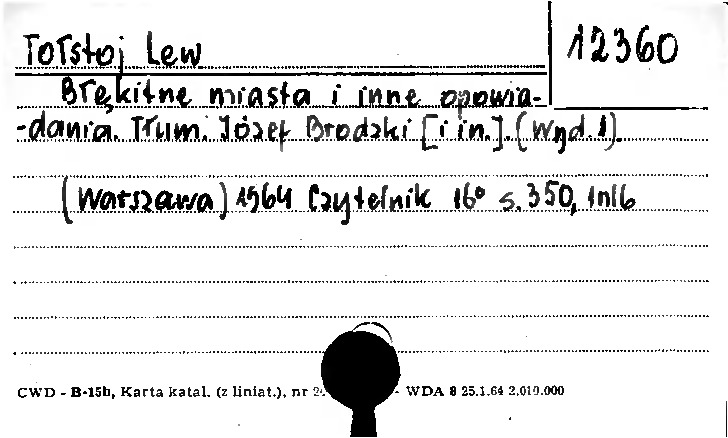 Tołstoj Lew
12360
Błękitne miasta i inne opowia-
-dania. Tłum. Józef Brodzki [i in.]. (Wyd. 1).
(Warszawa) 1964 Czytelnik 16° s. 350, 1nlb
CWD - B-15b, Karta katal. (z liniat.), nr - WDA 8 25.1.64 2.010.000